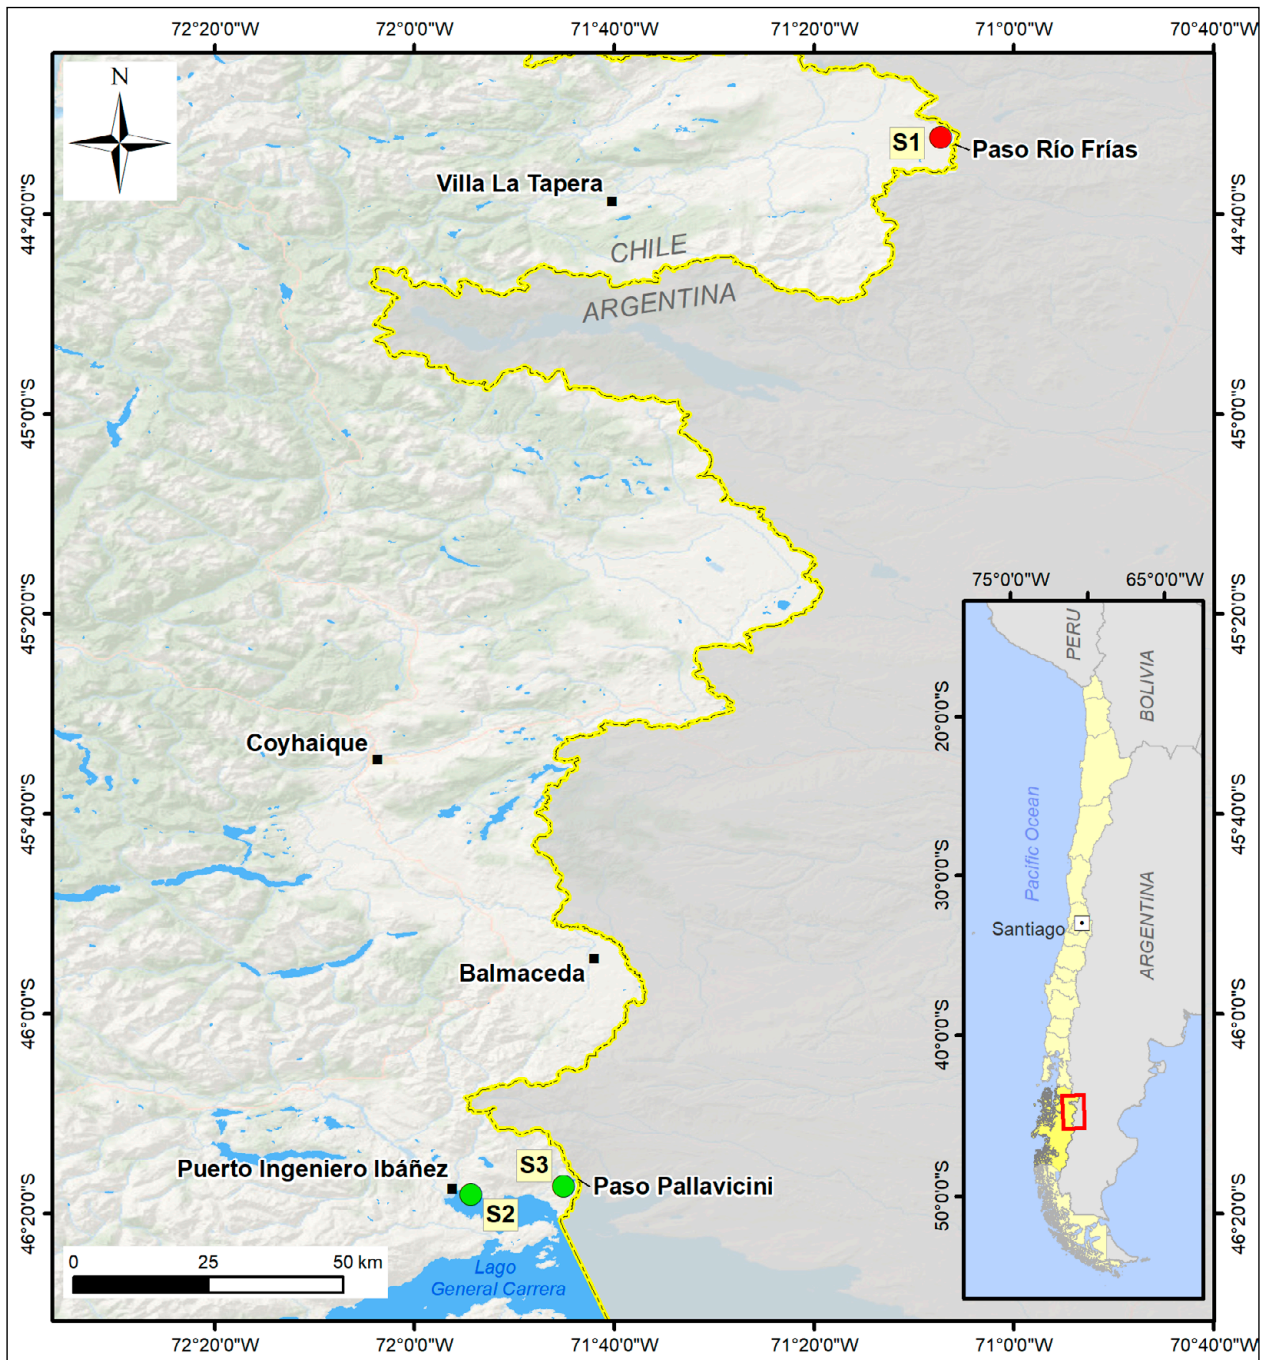 72°20'0"W
72°0'0"W
71°40'0"W
71°20'0"W
71°0'0"W
70°40'0"W
N
S1
Paso Río Frías
Villa La Tapera
44°40'0"S
44°40'0"S
CHILE
ARGENTINA
45°0'0"S
45°0'0"S
75°0'0"W
65°0'0"W
45°20'0"S
45°20'0"S
PERU
BOLIVIA
20°0'0"S
Coyhaique
45°40'0"S
45°40'0"S
Pacific Ocean
30°0'0"S
ARGENTINA
Santiago
Balmaceda
46°0'0"S
46°0'0"S
40°0'0"S
Puerto Ingeniero Ibáñez
S3
Paso Pallavicini
S2
46°20'0"S
46°20'0"S
50°0'0"S
0
25
50 km
Lago
General Carrera
72°20'0"W
72°0'0"W
71°40'0"W
71°20'0"W
71°0'0"W
70°40'0"W